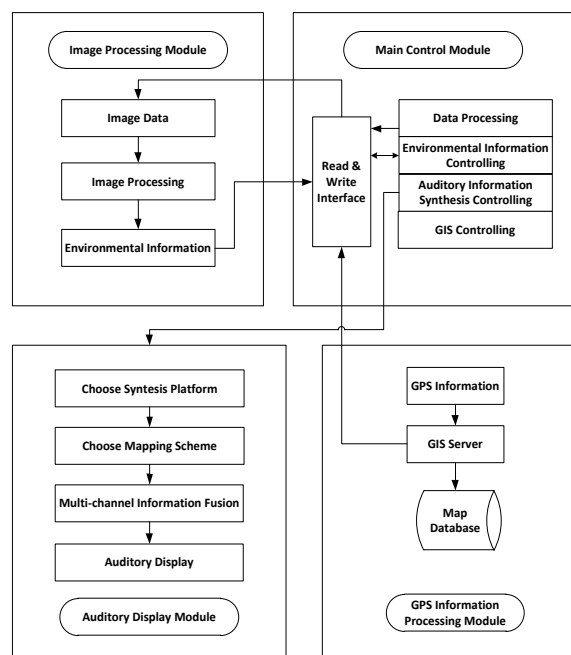 Image Processing Module
Image Data
Image Processing
Environmental Information
Main Control Module
Read &
Write
Interface
Data Processing
Environmental Information
Controlling
Auditory Information
Synthesis Controlling
GIS Controlling
Choose Syntesis Platform
Choose Mapping Scheme
Multi-channel Information Fusion
Auditory Display
Auditory Display Module
GPS Information
GIS Server
Map
Database
GPS Information
Processing Module